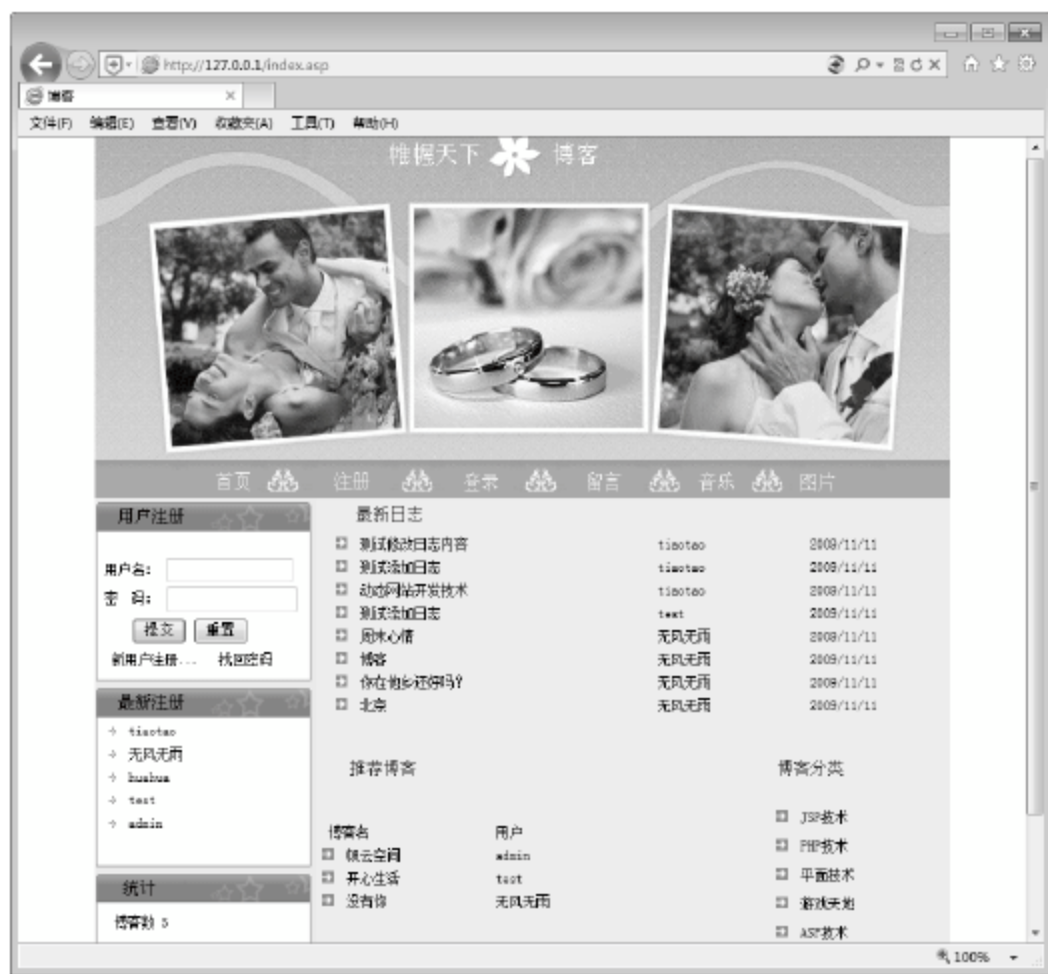 http://127.0.0.1/index.asp
博客
文件(F) 编辑(E) 查看(V) 收藏夹(A) 工具(T) 帮助(H)
帷幄天下 博客
首页 注册 登录 留言 音乐 图片
用户注册
用户名:
密 码:
提交 重置
新用户注册... 找回密码
最新注册
tiaotao
无风无雨
huahua
test
admin
统计
博客数 5
最新日志
测试修改日志内容 tiaotao 2009/11/11
测试添加日志 tiaotao 2009/11/11
动态网站开发技术 tiaotao 2009/11/11
测试添加日志 test 2009/11/11
周末心情 无风无雨 2009/11/11
博客 无风无雨 2009/11/11
你在他乡还好吗? 无风无雨 2009/11/11
北京 无风无雨 2009/11/11
推荐博客
博客名 用户
帆云空间 admin
开心生活 test
没有你 无风无雨
博客分类
JSP技术
PHP技术
平面技术
游戏天地
ASP技术
100%